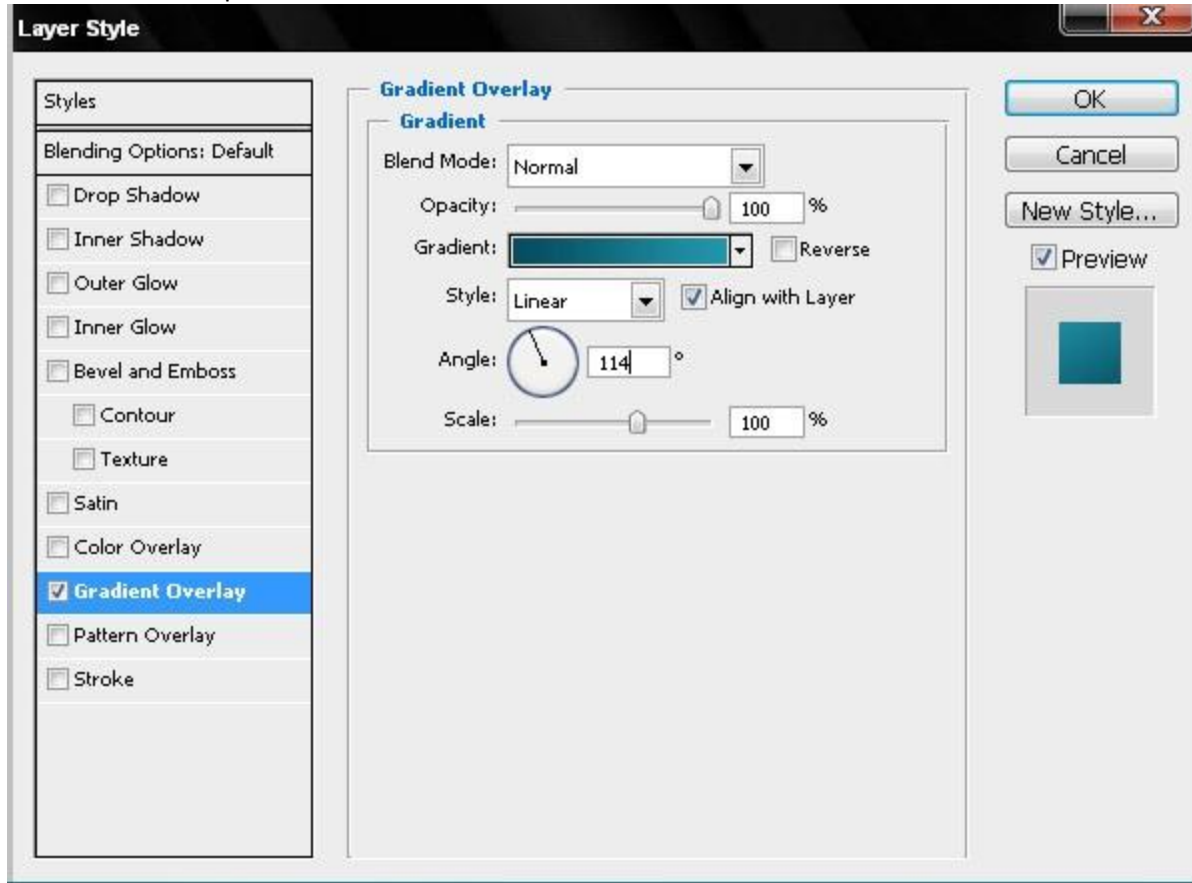 Layer Style
X
Styles
Blending Options: Default
Drop Shadow
Inner Shadow
Outer Glow
Inner Glow
Bevel and Emboss
Contour
Texture
Satin
Color Overlay
Gradient Overlay
Pattern Overlay
Stroke
Gradient Overlay
Gradient
Blend Mode: Normal
Opacity: 100 %
Gradient: Reverse
Style: Linear Align with Layer
Angle: 114 °
Scale: 100 %
OK
Cancel
New Style...
Preview